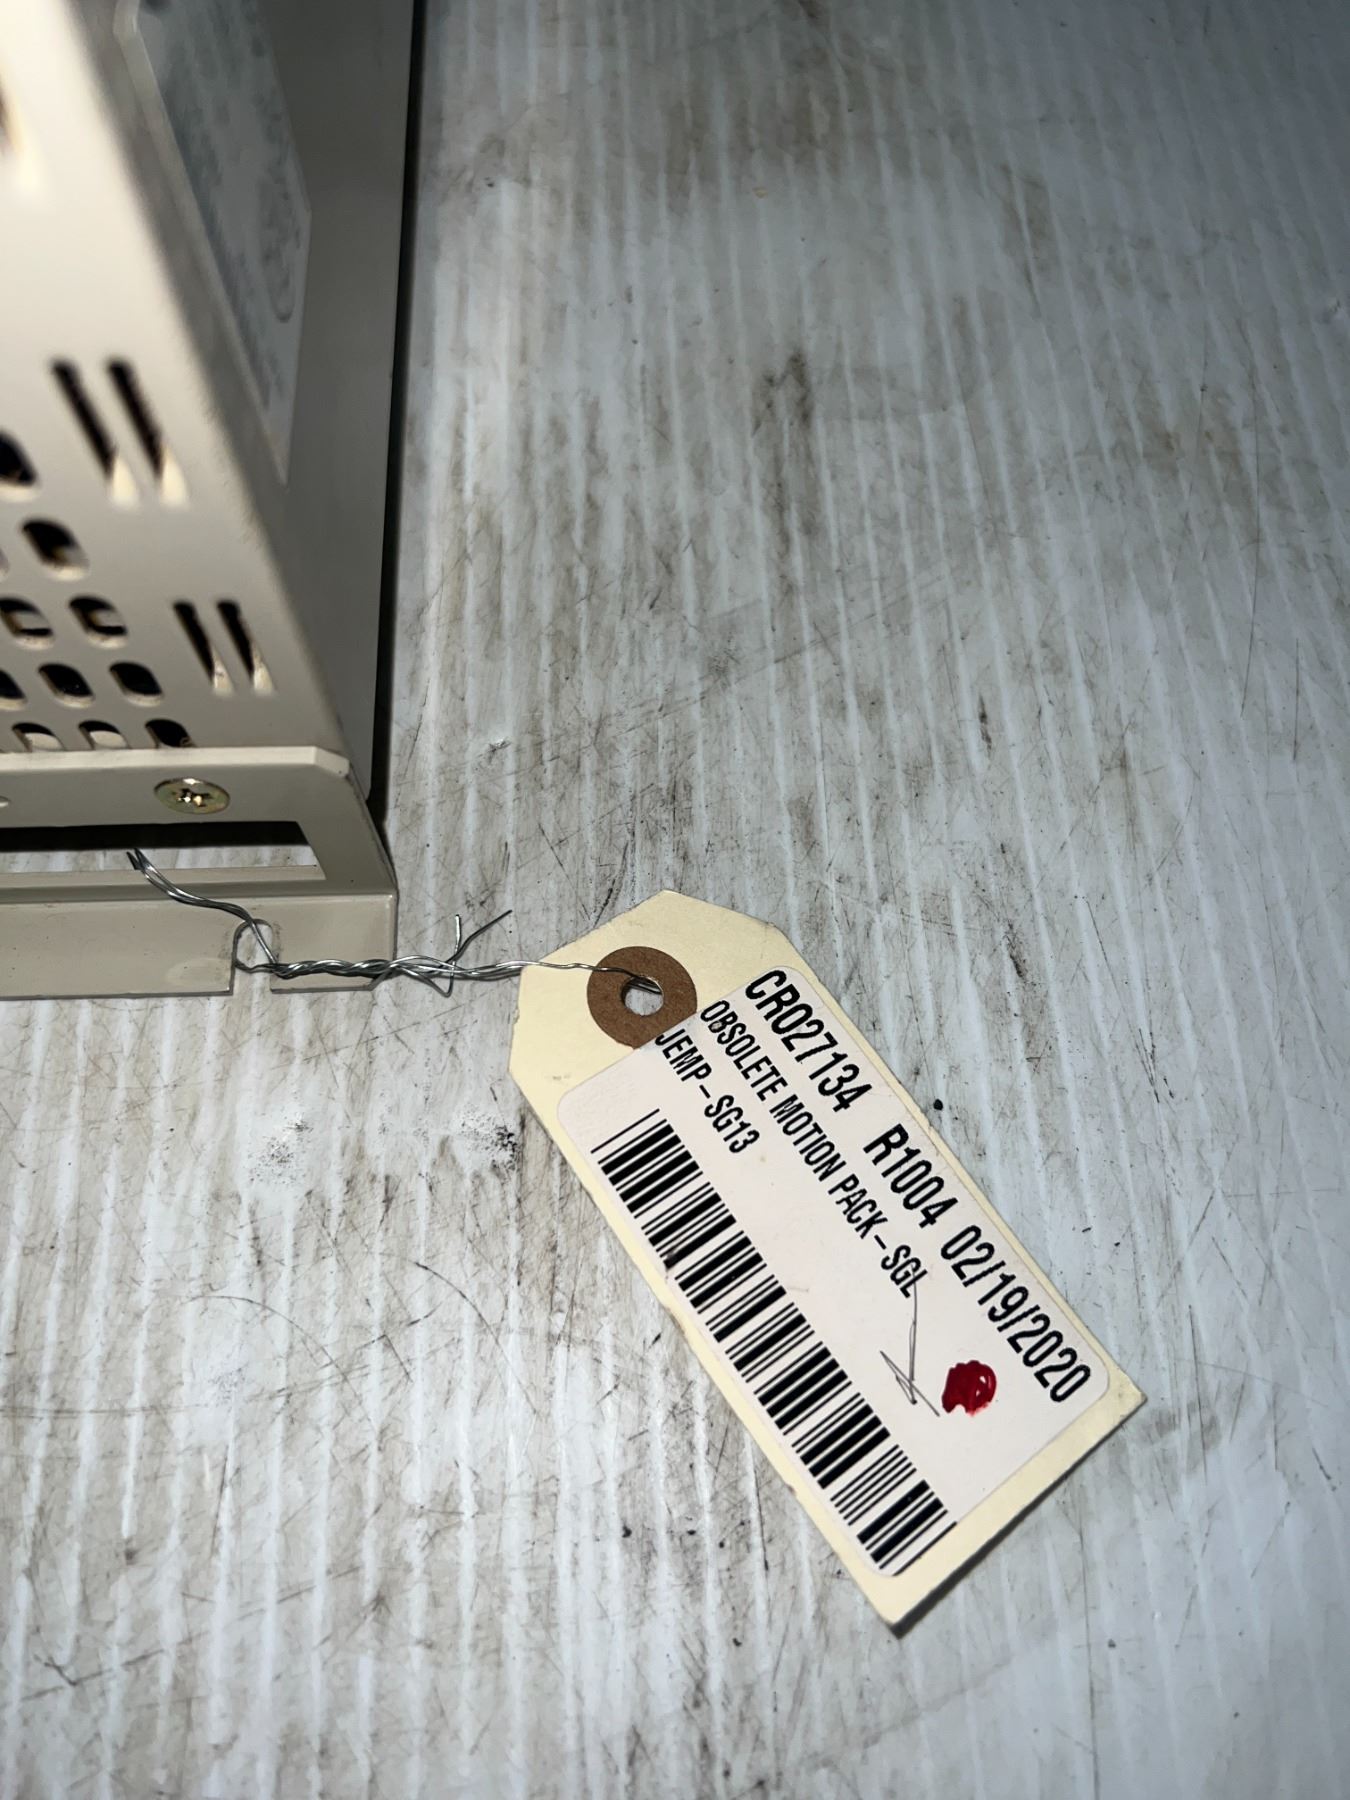 CR027134 R1004 02/19/2020
OBSOLETE MOTION PACK-SGL
JEMP-SG13